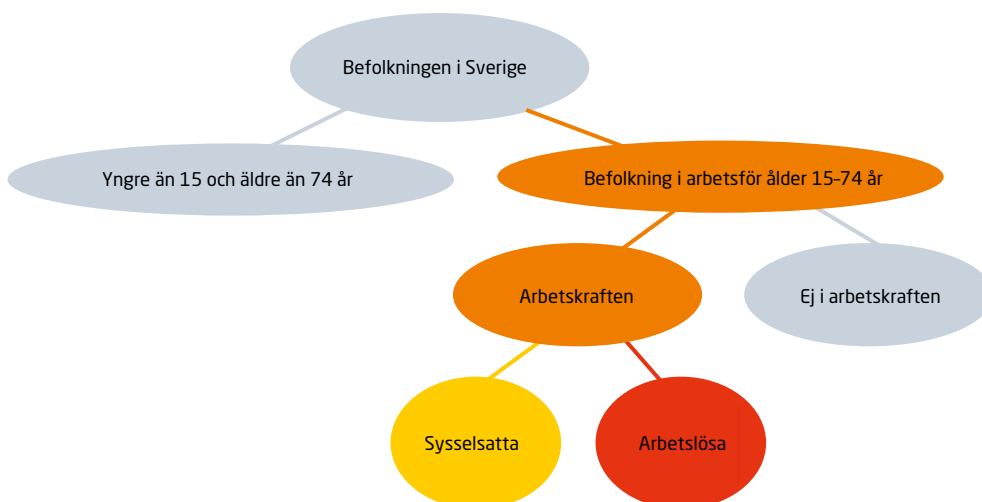 Befolkningen i Sverige
Yngre än 15 och äldre än 74 år
Befolkning i arbetsför ålder 15–74 år
Arbetskraften
Ej i arbetskraften
Sysselsatta
Arbetslösa